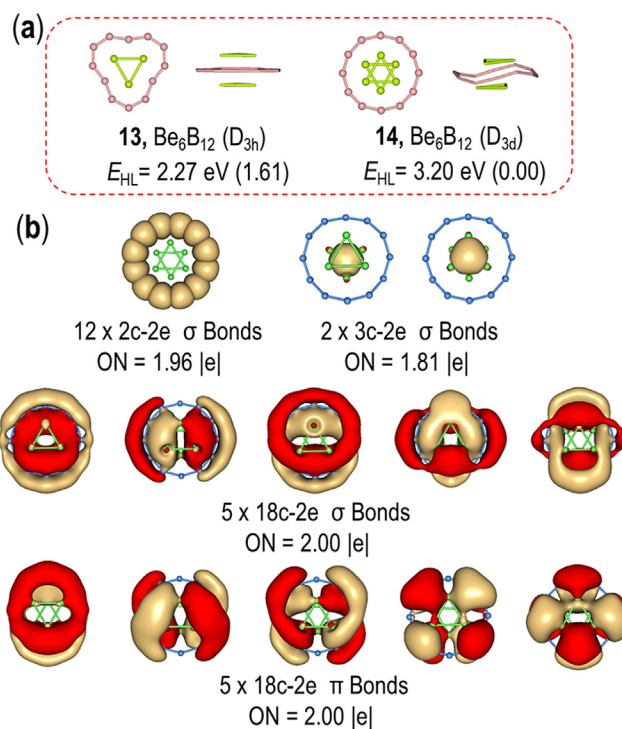 (a)
13, Be₆B₁₂ (D₃ₕ) 14, Be₆B₁₂ (D₃d)
E_HL= 2.27 eV (1.61) E_HL= 3.20 eV (0.00)
(b)
12 x 2c-2e σ Bonds 2 x 3c-2e σ Bonds
ON = 1.96 |e| ON = 1.81 |e|
5 x 18c-2e σ Bonds
ON = 2.00 |e|
5 x 18c-2e π Bonds
ON = 2.00 |e|